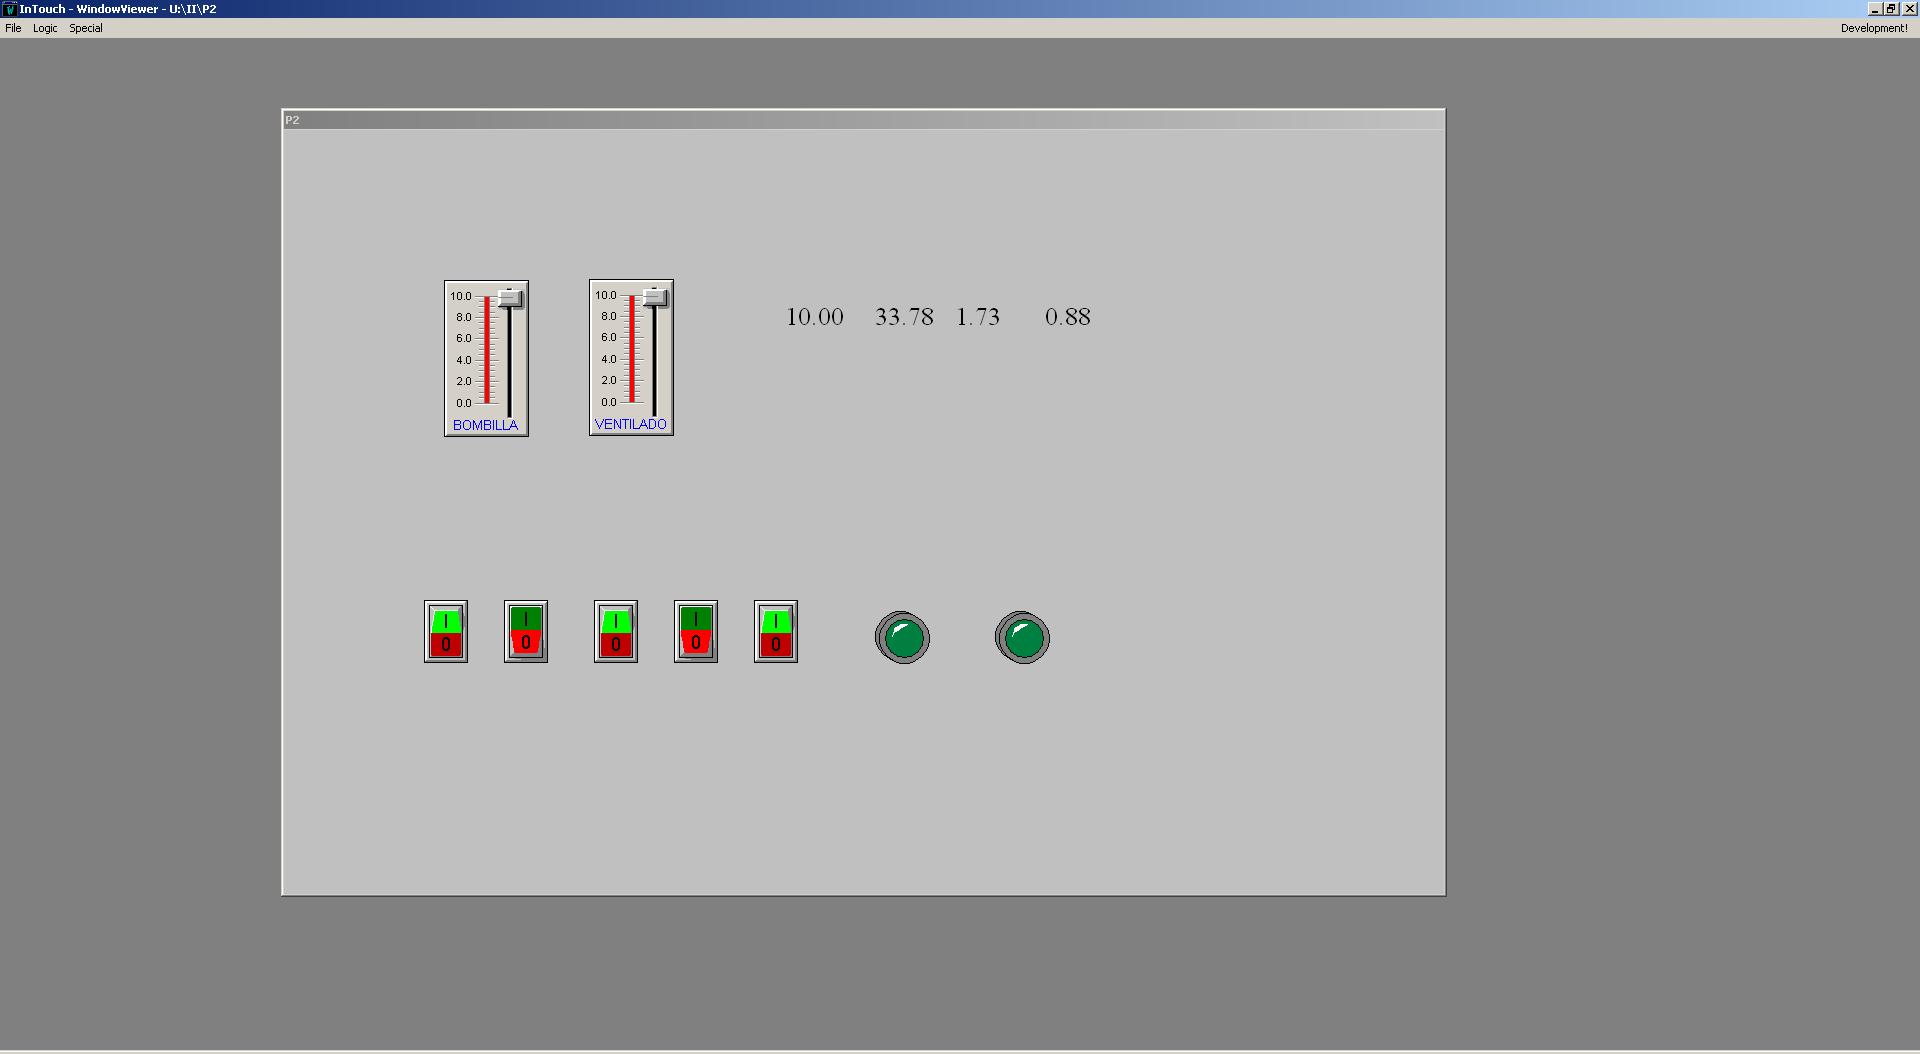 InTouch - WindowViewer - U:\II\P2
File Logic Special Development!
P2
10.0 10.0
8.0 8.0
6.0 6.0
4.0 4.0
2.0 2.0
0.0 0.0
BOMBILLA VENTILADO
10.00 33.78 1.73 0.88
I I I I I
0 0 0 0 0